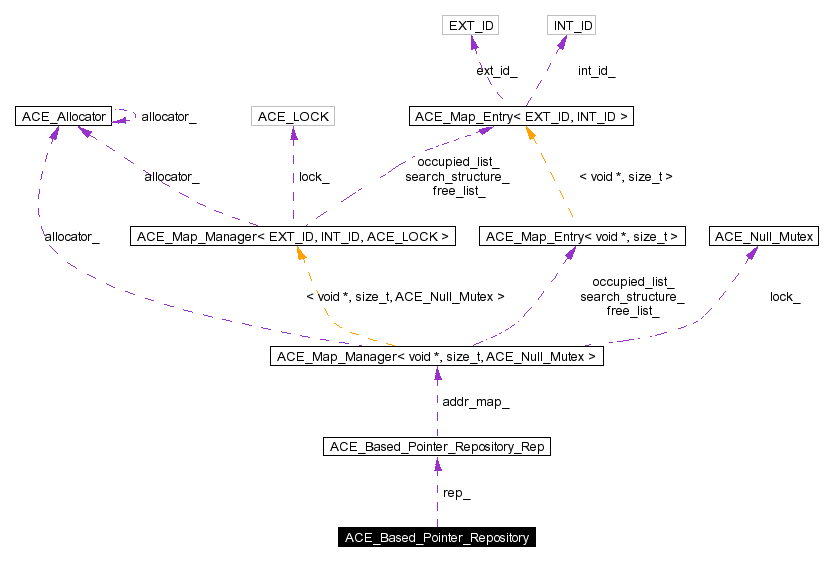 EXT_ID
INT_ID
ext_id_
int_id_
ACE_Allocator
allocator_
ACE_LOCK
ACE_Map_Entry< EXT_ID, INT_ID >
allocator_
lock_
occupied_list_
search_structure_
free_list_
< void *, size_t >
allocator_
ACE_Map_Manager< EXT_ID, INT_ID, ACE_LOCK >
ACE_Map_Entry< void *, size_t >
ACE_Null_Mutex
< void *, size_t, ACE_Null_Mutex >
occupied_list_
search_structure_
free_list_
lock_
ACE_Map_Manager< void *, size_t, ACE_Null_Mutex >
addr_map_
ACE_Based_Pointer_Repository_Rep
rep_
ACE_Based_Pointer_Repository